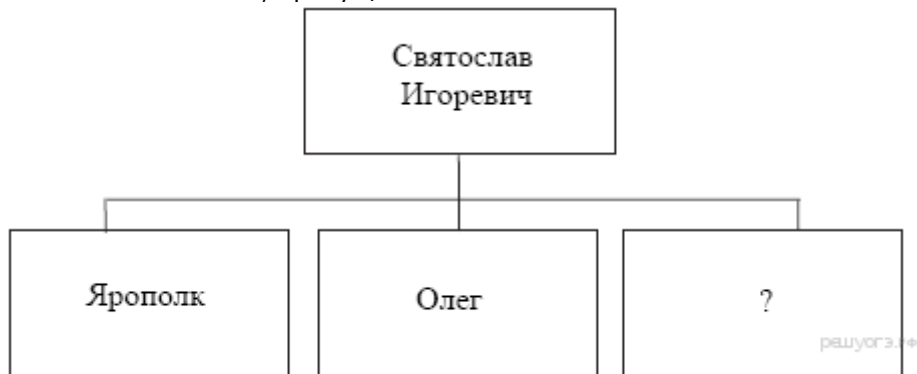 Святослав
Игоревич
Ярополк
Олег
?
решуогэ.рф